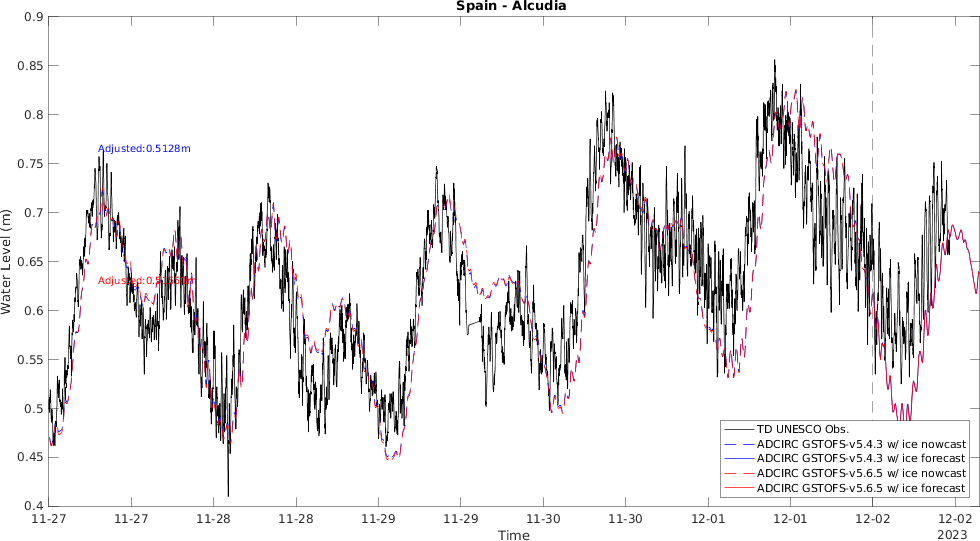 Spain - Alcudia
0.9
0.85
0.8
0.75
0.7
0.65
0.6
0.55
0.5
0.45
0.4
Water Level (m)
Adjusted:0.5128m
TD UNESCO Obs.
ADCIRC GSTOFS-v5.4.3 w/ ice nowcast
ADCIRC GSTOFS-v5.4.3 w/ ice forecast
ADCIRC GSTOFS-v5.6.5 w/ ice nowcast
ADCIRC GSTOFS-v5.6.5 w/ ice forecast
11-27 11-27 11-28 11-28 11-29 11-29 11-30 11-30 12-01 12-01 12-02 12-02
2023
Time